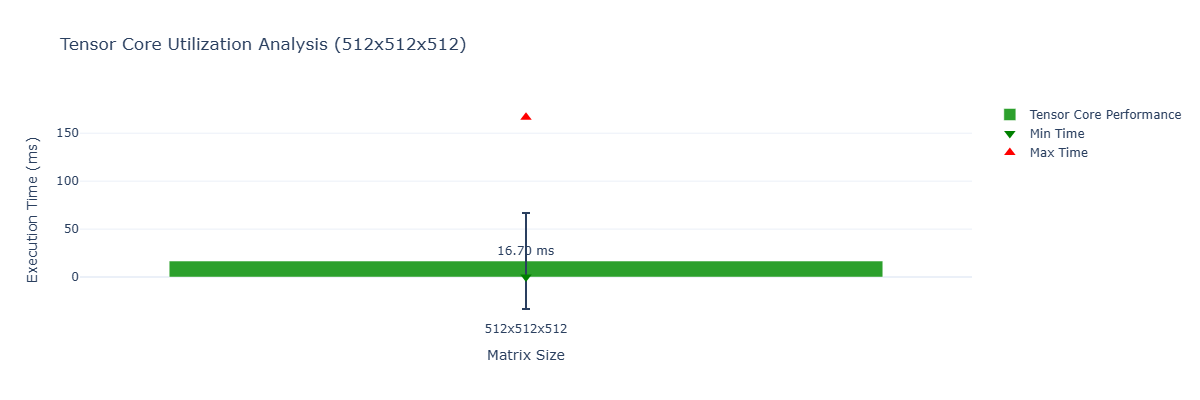 Tensor Core Utilization Analysis (512x512x512)
Tensor Core Performance
Min Time
Max Time
Execution Time (ms)
150
100
50
0
16.70 ms
512x512x512
Matrix Size